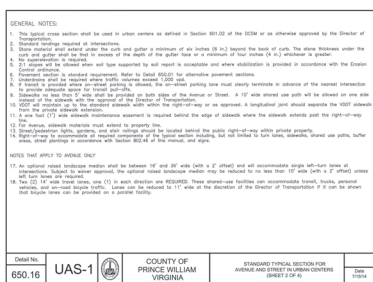 GENERAL NOTES:
1. This typical cross section shall be used in urban centers as defined in Section 601.02 of the DCSM or as otherwise approved by the Director of
Transportation.
2. Standard landing required at intersections.
3. Stone material shall extend under the curb and gutter a minimum of six inches (6 in.) beyond the back of curb. The stone thickness under the
curb and gutter shall be that in excess of the depth of the gutter face or a minimum of four inches (4 in.) whichever is greater.
4. No superelevation is required.
5. 2:1 slopes will be allowed when soil type supported by soil report is acceptable and where stabilization is provided in accordance with the Erosion
Control ordinance.
6. Pavement section is standard requirement. Refer to Detail 650.01 for alternative pavement sections.
7. Underdrains shall be required where traffic volumes exceed 1,000 vpd.
8. If transit is provided where on-street parking is allowed, the on-street parking lane must clearly terminate in advance of the nearest intersection
to provide adequate space for transit pull-offs.
9. Sidewalks no less than 5' wide shall be provided on both sides of the Avenue or Street. A 10' wide shared use path will be allowed on one side
instead of the sidewalk with the approval of the Director of Transportation.
10. VDOT will maintain up to the standard sidewalk width within the right-of-way or as approved. A longitudinal joint should separate the VDOT sidewalk
from the private sidewalk extension.
11. A one foot (1') wide sidewalk maintenance easement is required behind the edge of sidewalk where the sidewalk extends past the right-of-way
line.
12. For Avenue, sidewalk materials must extend to property line.
13. Street/pedestrian lights, gardens, and stair railings should be located behind the public right-of-way within private property.
14. Right-of-way to accommodate all required components of the typical section including, but not limited to turn lanes, sidewalks, shared use paths, buffer
areas, street plantings in accordance with Section 802.46 of this manual, and signs.
NOTES THAT APPLY TO AVENUE ONLY
17. An optional raised landscape median shall be between 16' and 36' wide (with a 2' offset) and will accommodate single left-turn lanes at
intersections. Subject to waiver approval, the optional raised landscape median may be reduced to no less than 10' wide (with a 2' offset) unless
left turn lanes are required.
18. Two (2) 14' wide travel lanes, one (1) in each direction are REQUIRED. These shared-use facilities can accommodate transit, trucks, personal
vehicles, and on-road bicycle traffic. Lanes can be reduced to 11' wide at the discretion of the Director of Transportation if it can be shown
that bicycle lanes can be provided on a parallel facility.
Detail No.
650.16
UAS-1
COUNTY OF
PRINCE WILLIAM
VIRGINIA
STANDARD TYPICAL SECTION FOR
AVENUE AND STREET IN URBAN CENTERS
(SHEET 2 OF 4)
Date
7/15/14